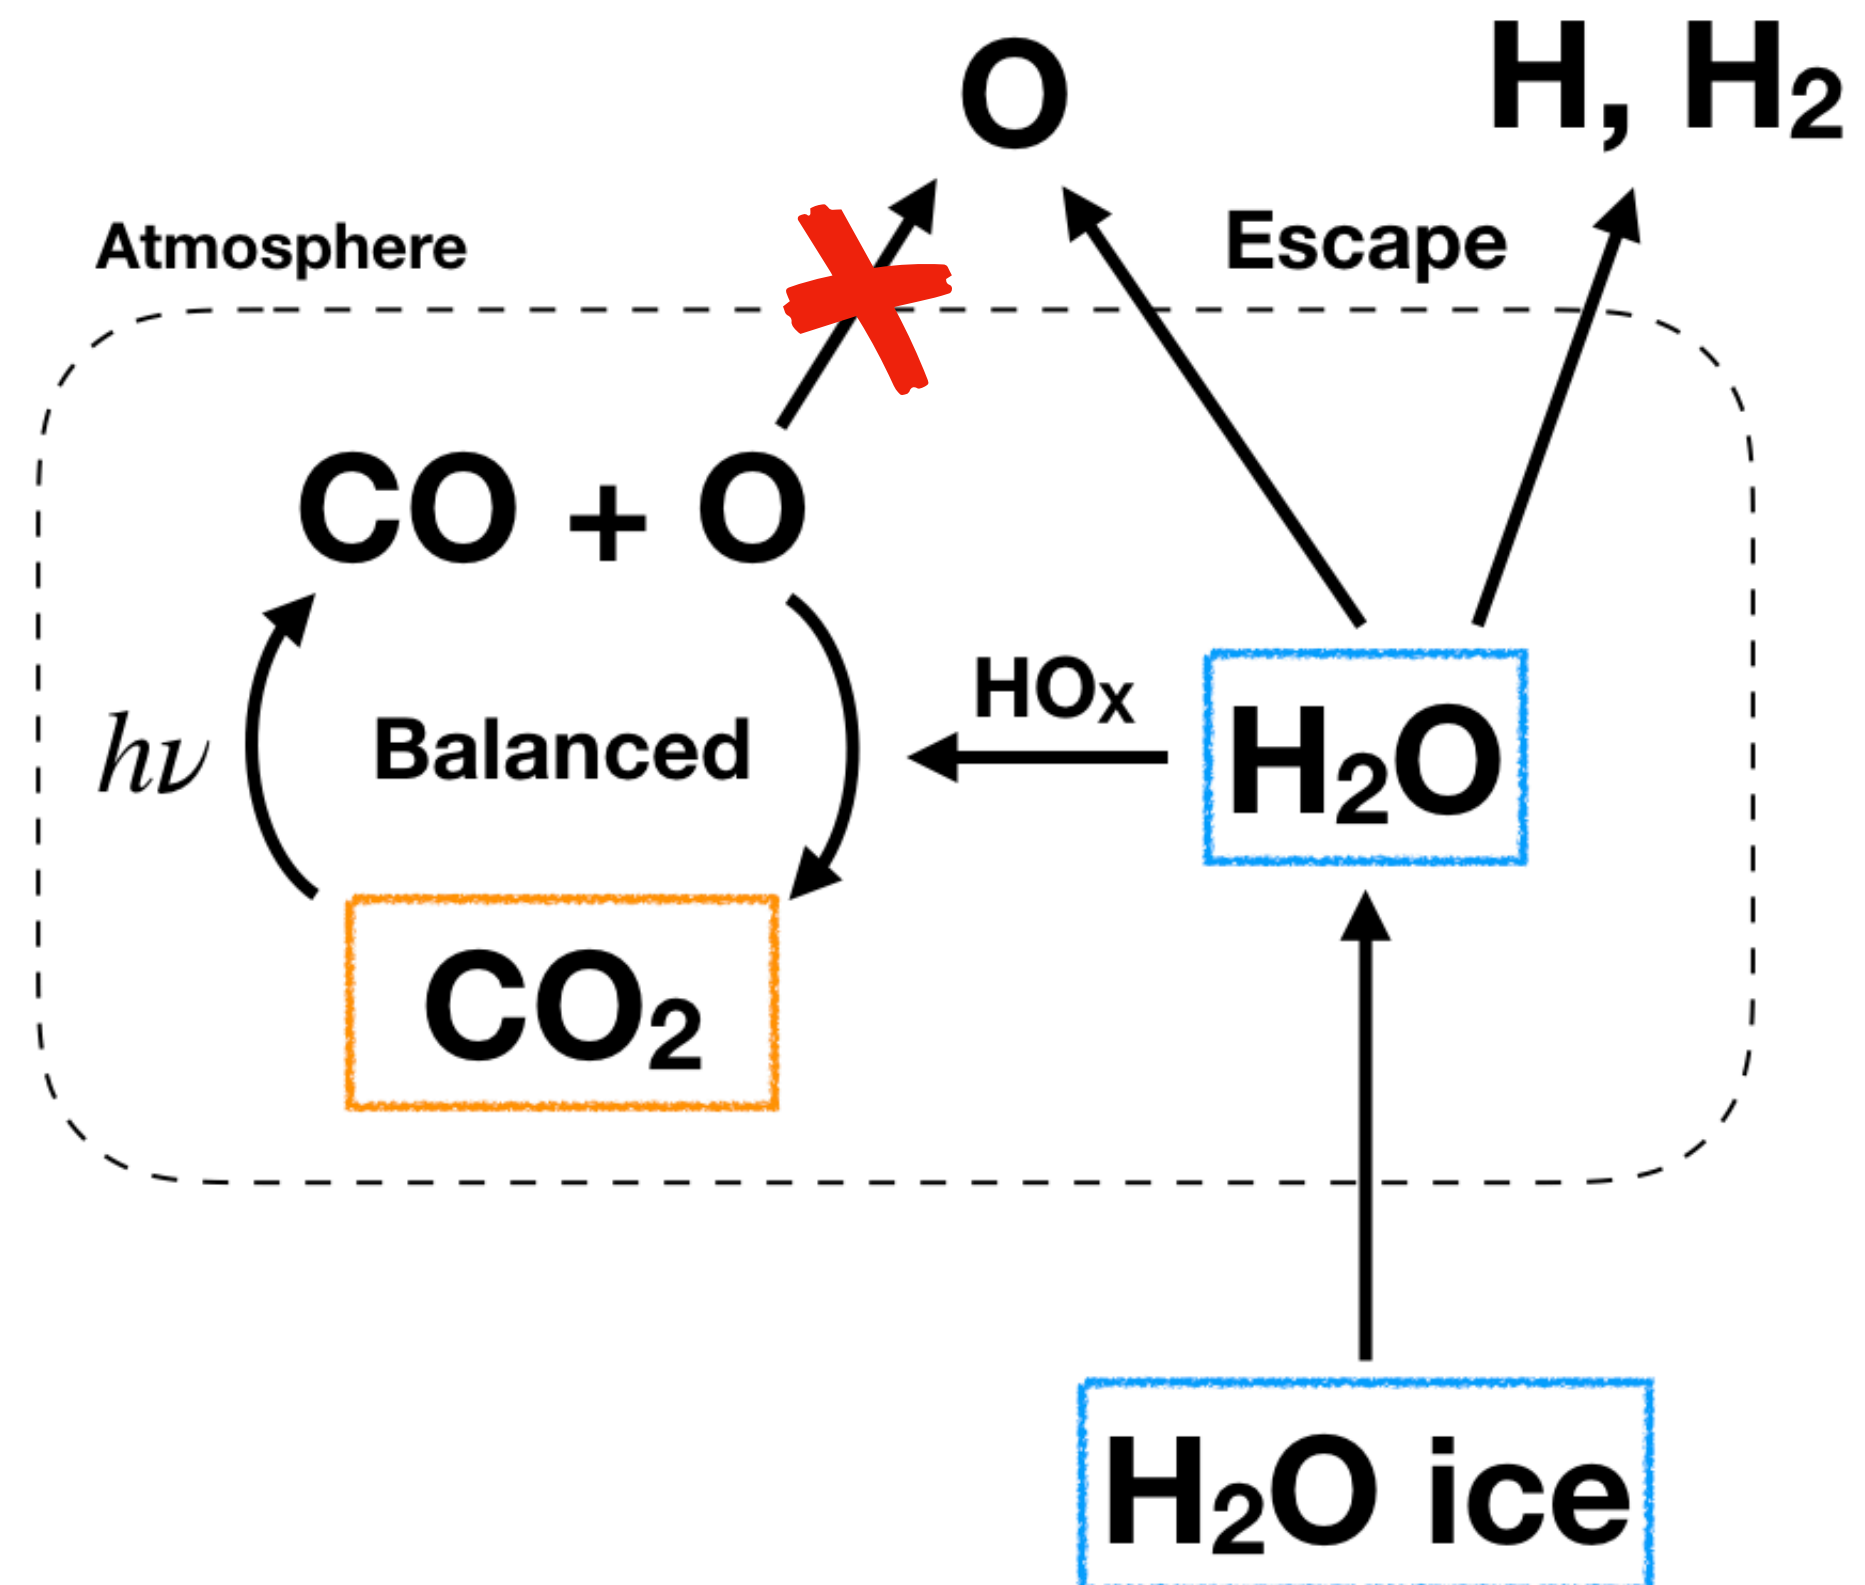 O
H, H₂
Atmosphere
Escape
CO + O
hν
Balanced
HOx
H₂O
CO₂
H₂O ice